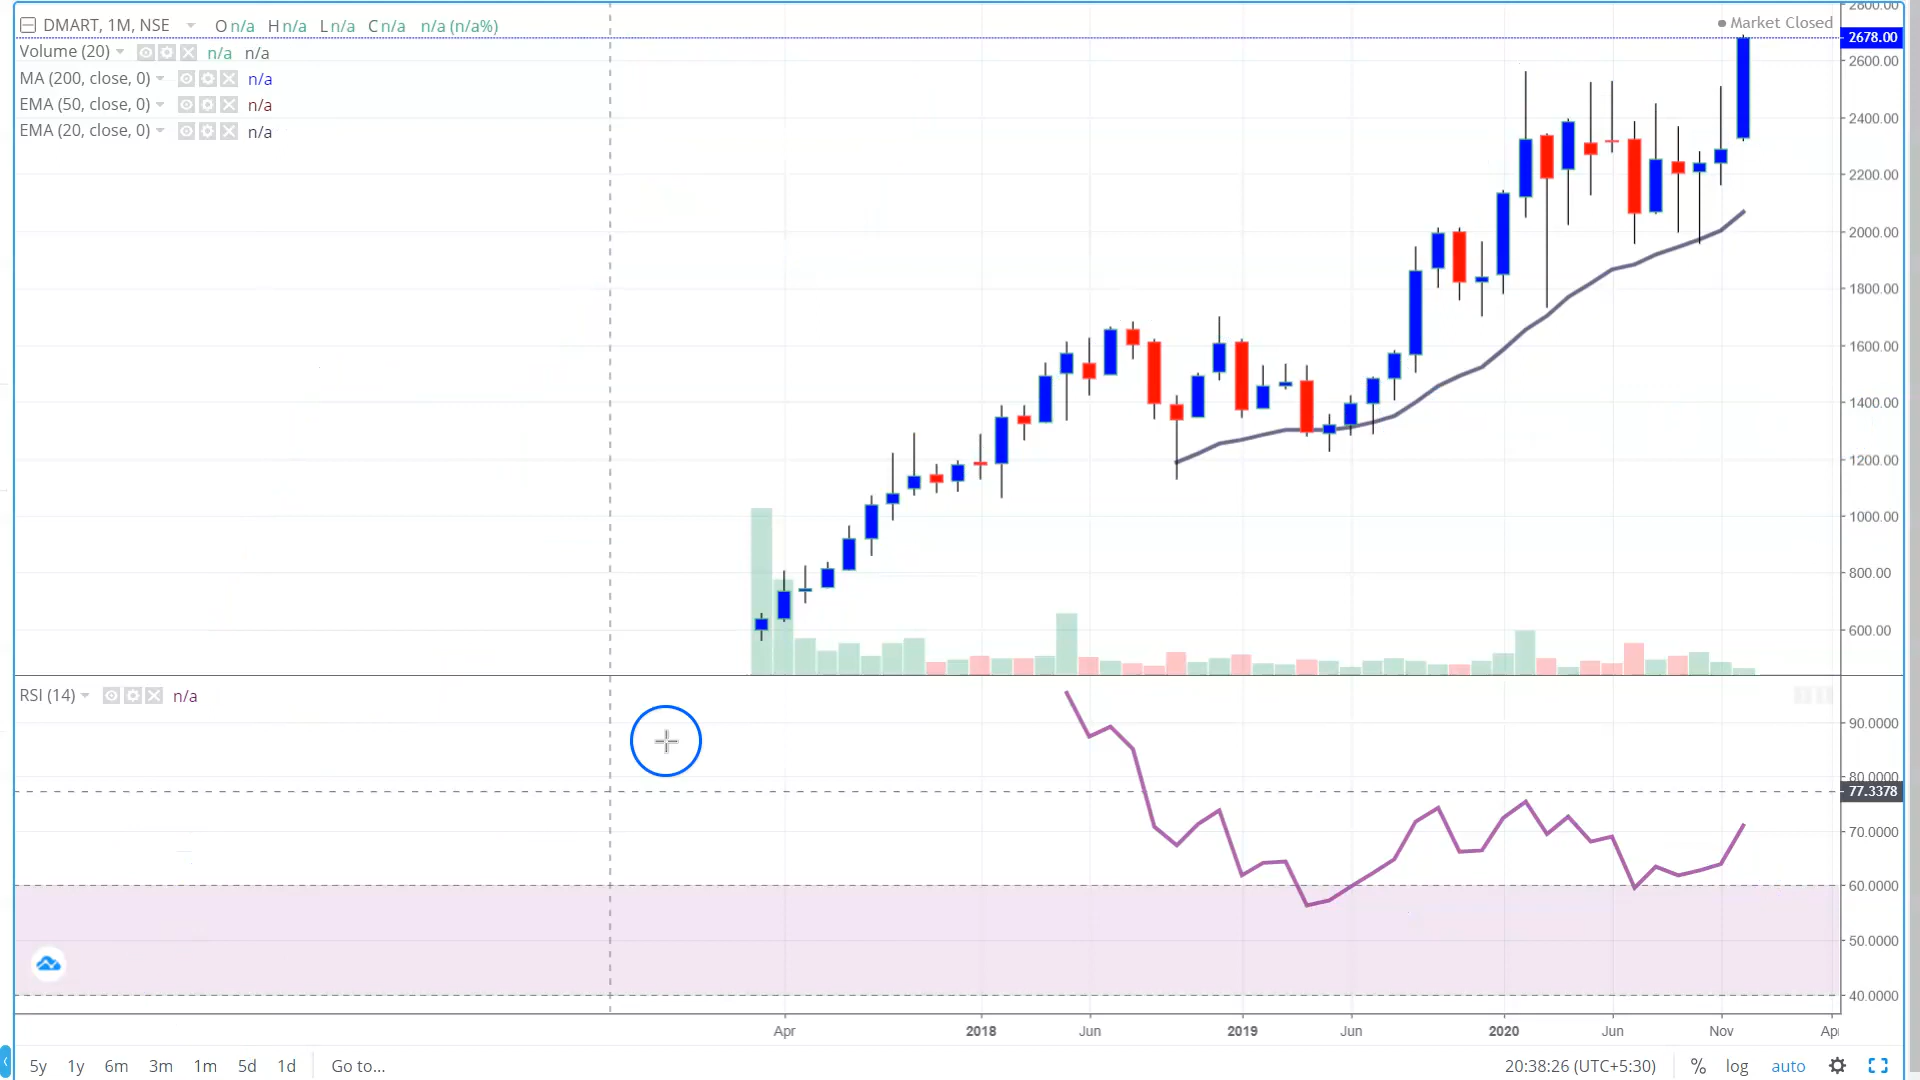 DMART, 1M, NSE O n/a H n/a L n/a C n/a n/a (n/a%)
Market Closed
Volume (20) n/a n/a
MA (200, close, 0) n/a
EMA (50, close, 0) n/a
EMA (20, close, 0) n/a
2800.00
2678.00
2600.00
2400.00
2200.00
2000.00
1800.00
1600.00
1400.00
1200.00
1000.00
800.00
600.00
RSI (14) n/a
90.0000
80.0000
77.3378
70.0000
60.0000
50.0000
40.0000
Apr 2018 Jun 2019 Jun 2020 Jun Nov
5y 1y 6m 3m 1m 5d 1d Go to... 20:38:26 (UTC+5:30) % log auto